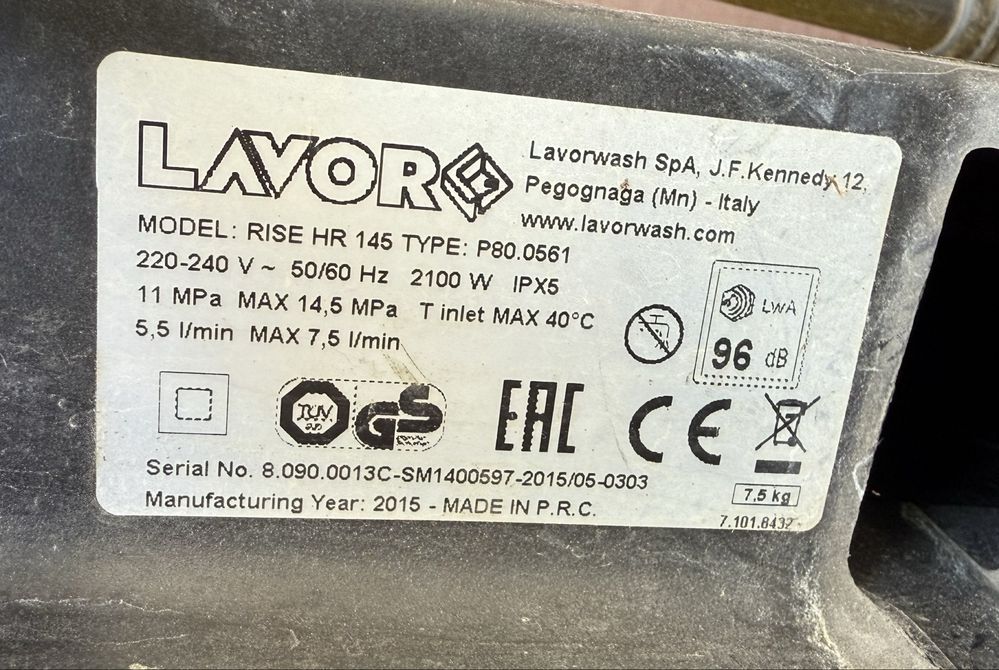 LAVOR
Lavorwash SpA, J.F.Kennedy 12,
Pegognaga (Mn) - Italy
www.lavorwash.com
MODEL: RISE HR 145 TYPE: P80.0561
220-240 V ~ 50/60 Hz 2100 W IPX5
11 MPa MAX 14,5 MPa T inlet MAX 40°C
5,5 l/min MAX 7,5 l/min
LWA
96 dB
TÜV
GS
EAC
CE
Serial No. 8.090.0013C-SM1400597-2015/05-0303
7,5 kg
Manufacturing Year: 2015 - MADE IN P.R.C.
7.101.8432